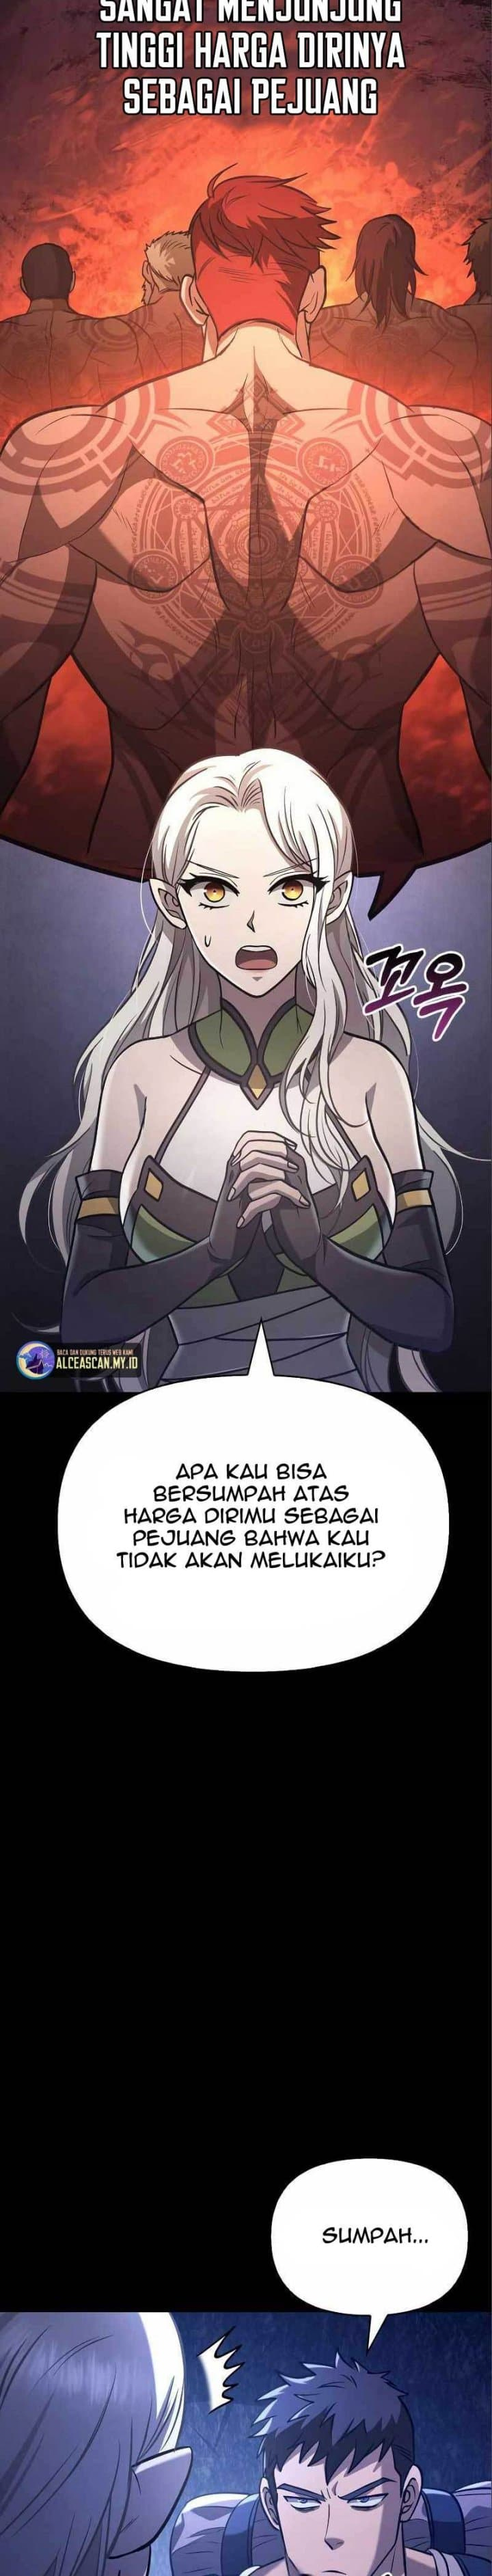 SANGAT MENJUNJUNG
TINGGI HARGA DIRINYA
SEBAGAI PEJUANG
꼬옥
BACA DAN DUKUNG TERUS WEB KAMI
ALCEASCAN.MY.ID
APA KAU BISA
BERSUMPAH ATAS
HARGA DIRIMU SEBAGAI
PEJUANG BAHWA KAU
TIDAK AKAN MELUKAIKU?
SUMPAH...